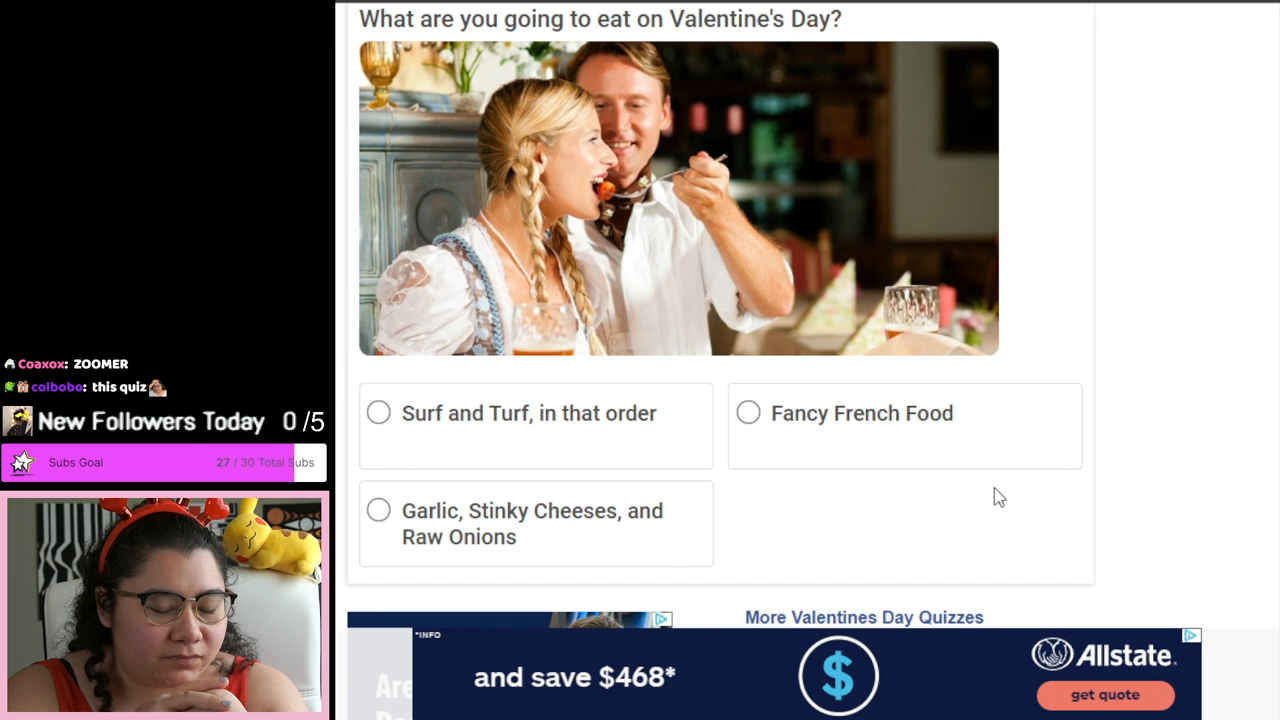 What are you going to eat on Valentine's Day?
Coaxox: ZOOMER
colbobo: this quiz
New Followers Today 0 /5
Subs Goal 27 / 30 Total Subs
Surf and Turf, in that order
Fancy French Food
Garlic, Stinky Cheeses, and
Raw Onions
More Valentines Day Quizzes
*INFO
and save $468*
$
Allstate.
get quote
Are